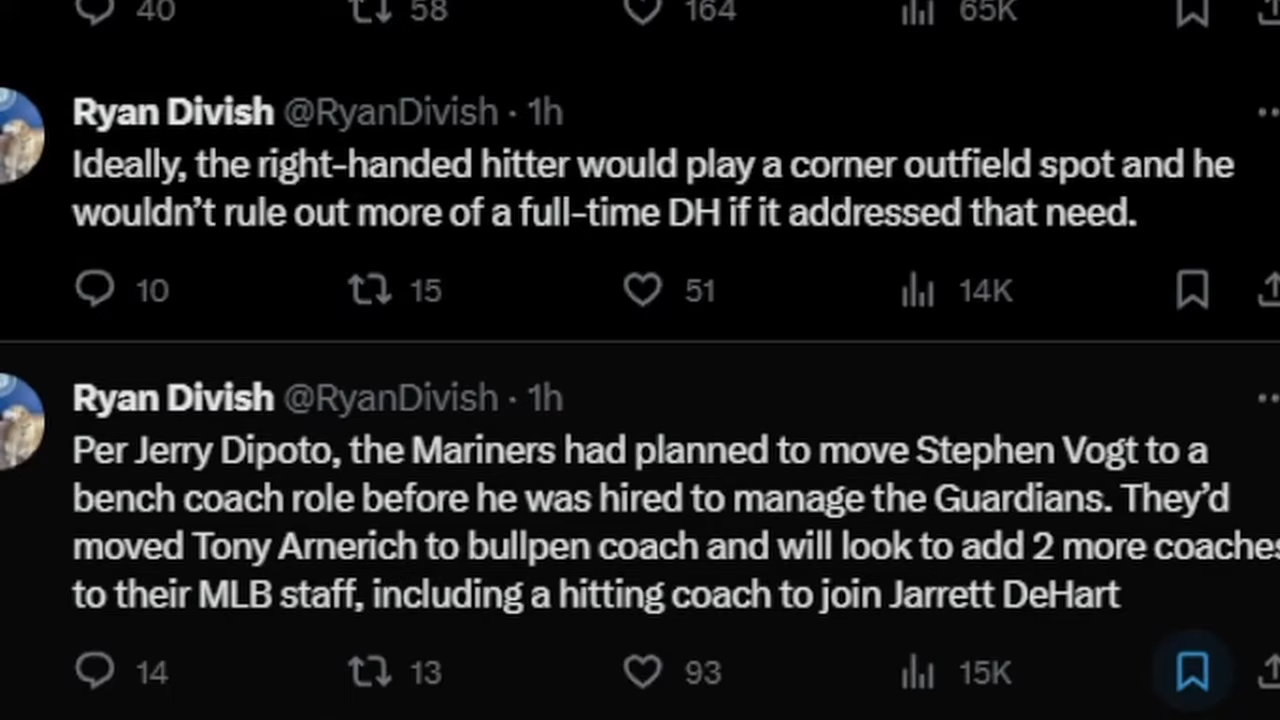 40 58 164 65K
Ryan Divish @RyanDivish · 1h
Ideally, the right-handed hitter would play a corner outfield spot and he
wouldn’t rule out more of a full-time DH if it addressed that need.
10 15 51 14K
Ryan Divish @RyanDivish · 1h
Per Jerry Dipoto, the Mariners had planned to move Stephen Vogt to a
bench coach role before he was hired to manage the Guardians. They’d
moved Tony Arnerich to bullpen coach and will look to add 2 more coaches
to their MLB staff, including a hitting coach to join Jarrett DeHart
14 13 93 15K